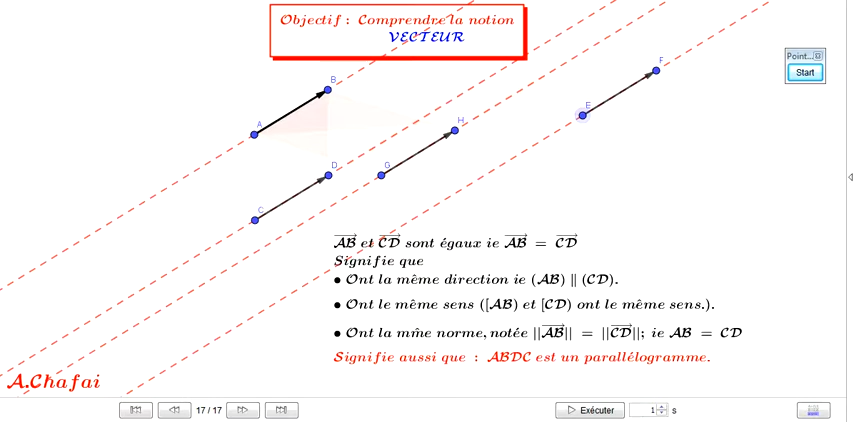 Objectif : Comprendre la notion
VECTEUR
Point...
Start
F
B
E
A
H
D
G
C
AB et CD sont égaux ie AB = CD
Signifie que
• Ont la même direction ie (AB) ∥ (CD).
• Ont le même sens ([AB) et [CD) ont le même sens.).
• Ont la mme norme, notée ||AB|| = ||CD||; ie AB = CD
Signifie aussi que : ABDC est un parallélogramme.
A.Chafai
17 / 17
Exécuter
1
s